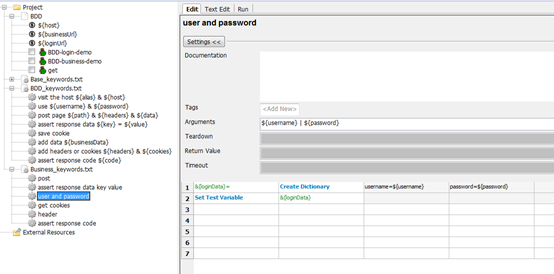 Project
BDD
${host}
${businessUrl}
${loginUrl}
BDD-login-demo
BDD-business-demo
get
Base_keywords.txt
BDD_keywords.txt
visit the host ${alias} & ${host}
use ${username} & ${password}
post page ${path} & ${headers} & ${data}
assert response data ${key} = ${value}
save cookie
add data ${businessData}
add headers or cookies ${headers} & ${cookies}
assert response code ${code}
Business_keywords.txt
post
assert response data key value
user and password
get cookies
header
assert response code
External Resources
Edit Text Edit Run
user and password
Settings <<
Documentation
Tags <Add New>
Arguments ${username} | ${password}
Teardown
Return Value
Timeout
1 &{loginData}= Create Dictionary username=${username} password=${password}
2 Set Test Variable &{loginData}
3
4
5
6
7